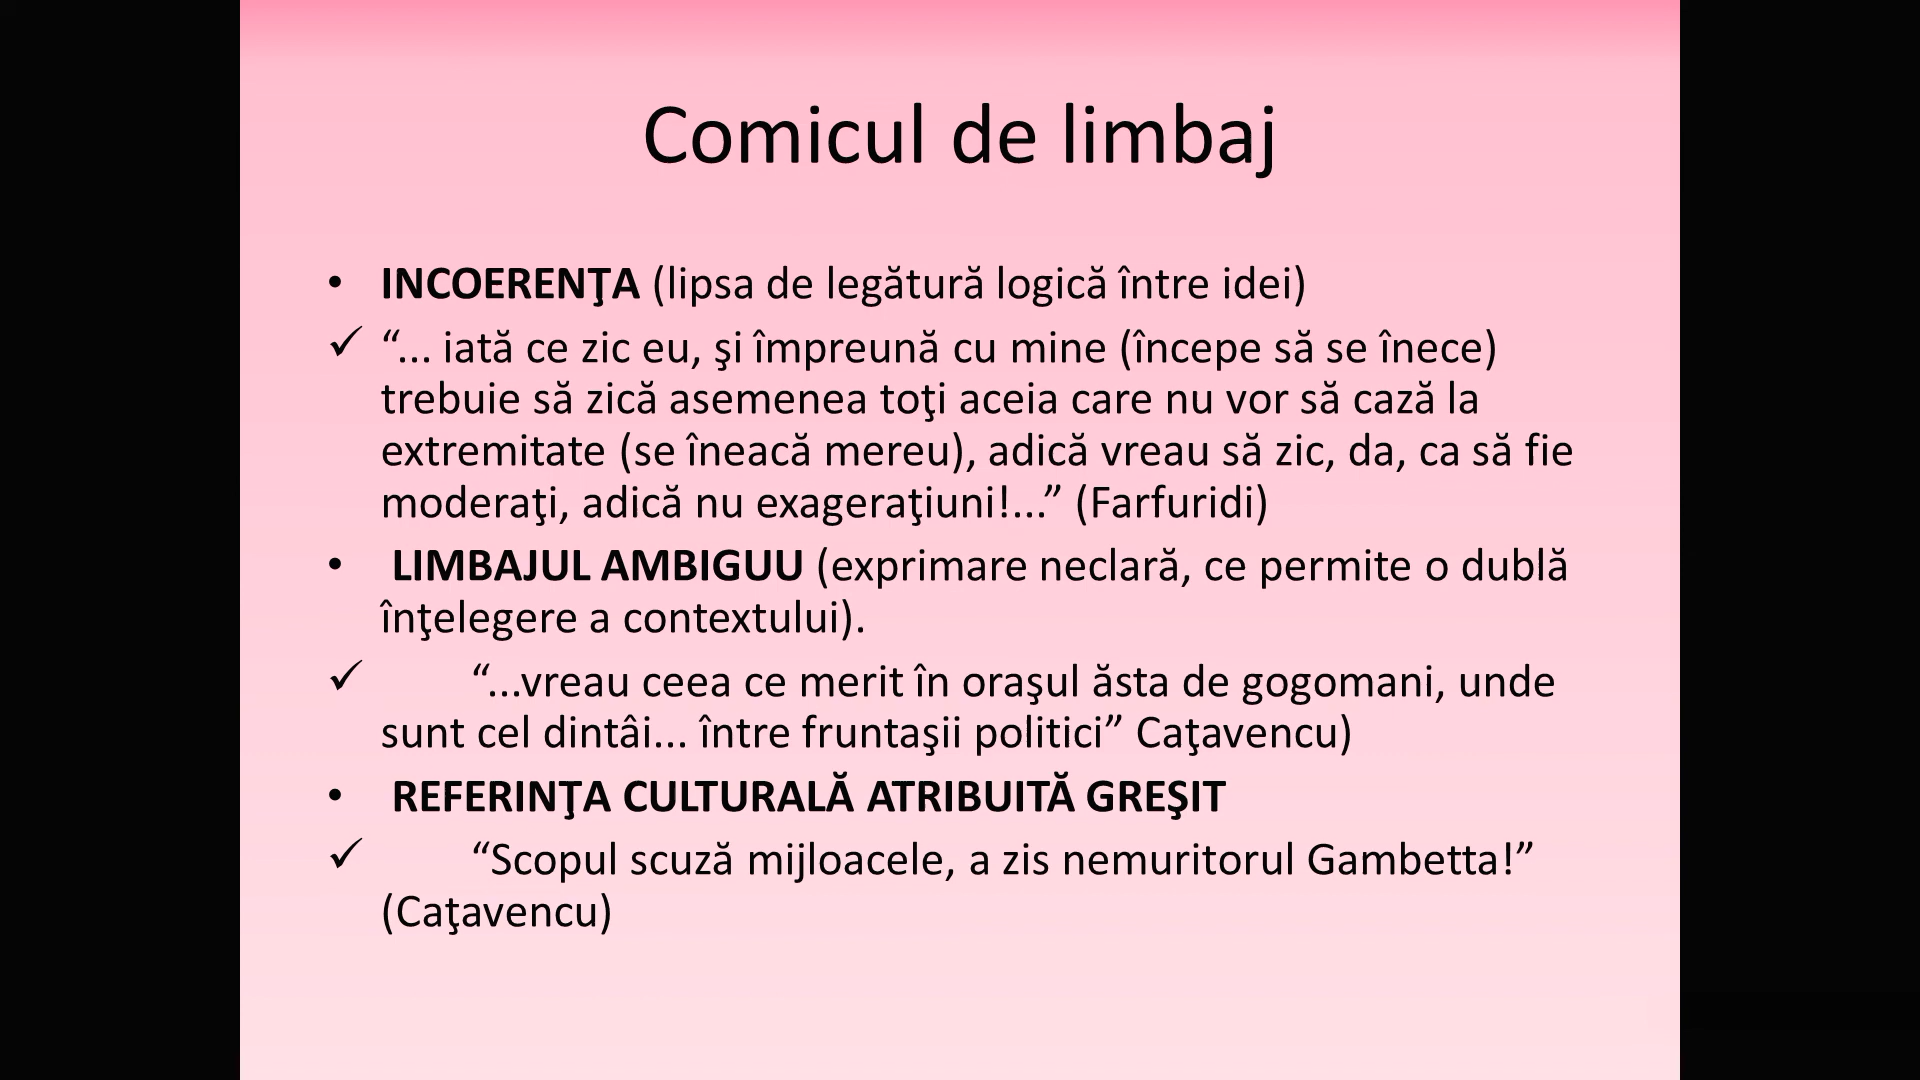 Comicul de limbaj
• INCOERENŢA (lipsa de legătură logică între idei)
✓ “... iată ce zic eu, şi împreună cu mine (începe să se înece)
trebuie să zică asemenea toţi aceia care nu vor să cază la
extremitate (se îneacă mereu), adică vreau să zic, da, ca să fie
moderaţi, adică nu exageraţiuni!...” (Farfuridi)
• LIMBAJUL AMBIGUU (exprimare neclară, ce permite o dublă
înţelegere a contextului).
✓ “...vreau ceea ce merit în oraşul ăsta de gogomani, unde
sunt cel dintâi... între fruntaşii politici” Caţavencu)
• REFERINŢA CULTURALĂ ATRIBUITĂ GREŞIT
✓ “Scopul scuză mijloacele, a zis nemuritorul Gambetta!”
(Caţavencu)